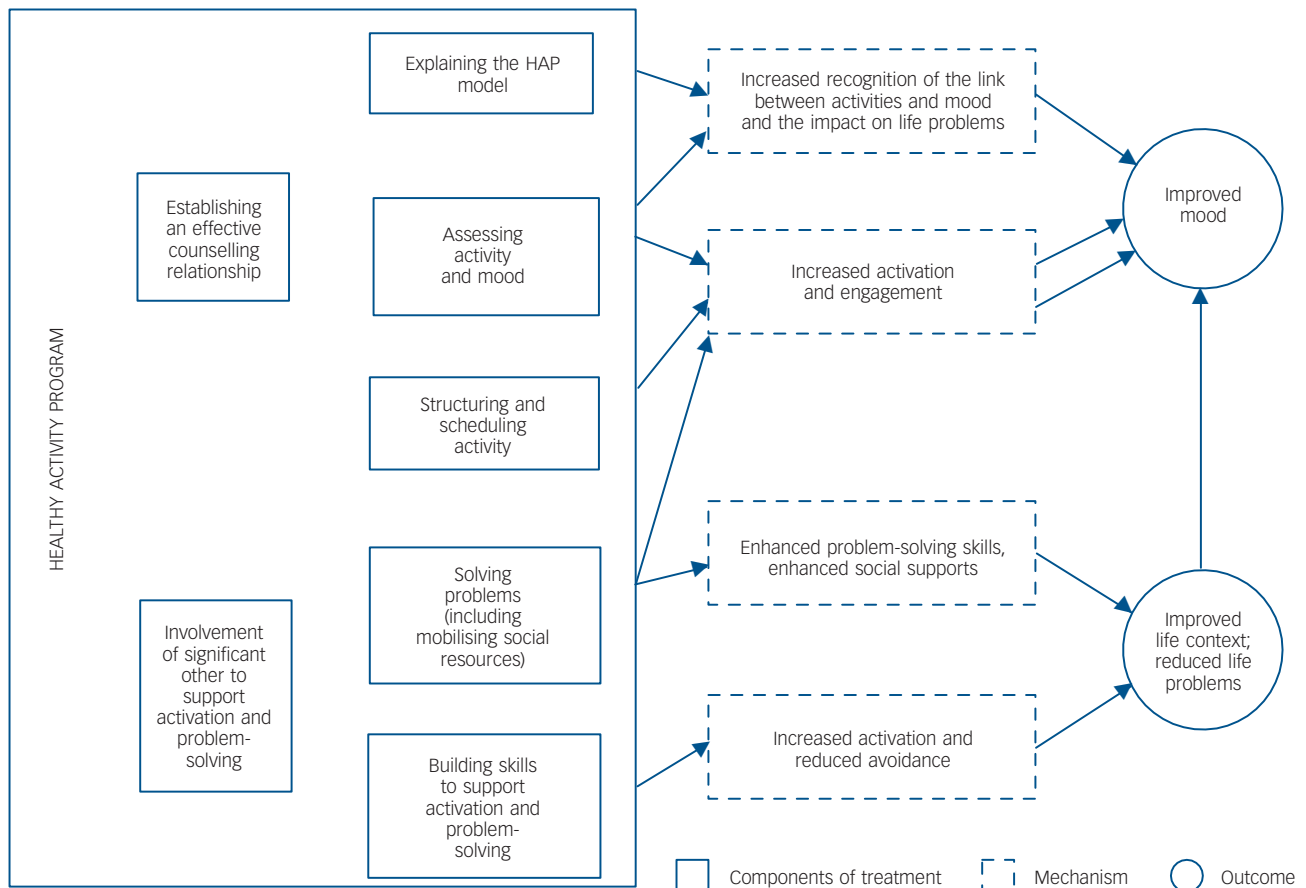 HEALTHY ACTIVITY PROGRAM
Establishing
an effective
counselling
relationship
Involvement
of significant
other to
support
activation and
problem-
solving
Explaining the HAP
model
Assessing
activity
and mood
Structuring and
scheduling
activity
Solving
problems
(including
mobilising social
resources)
Building skills
to support
activation and
problem-
solving
Increased recognition of the link
between activities and mood
and the impact on life problems
Increased activation
and engagement
Enhanced problem-solving skills,
enhanced social supports
Increased activation and
reduced avoidance
Improved
mood
Improved
life context;
reduced life
problems
Components of treatment
Mechanism
Outcome